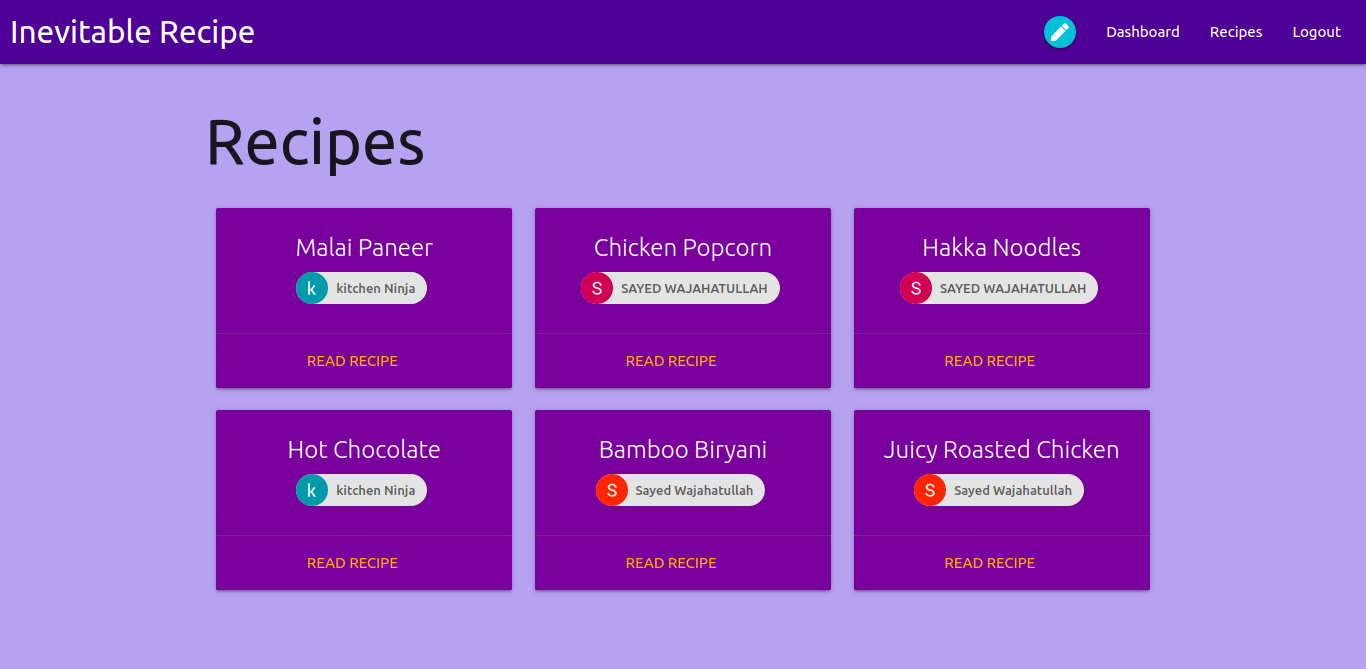 Inevitable Recipe
Dashboard
Recipes
Logout
Recipes
Malai Paneer
k
kitchen Ninja
READ RECIPE
Chicken Popcorn
S
SAYED WAJAHATULLAH
READ RECIPE
Hakka Noodles
S
SAYED WAJAHATULLAH
READ RECIPE
Hot Chocolate
k
kitchen Ninja
READ RECIPE
Bamboo Biryani
S
Sayed Wajahatullah
READ RECIPE
Juicy Roasted Chicken
S
Sayed Wajahatullah
READ RECIPE